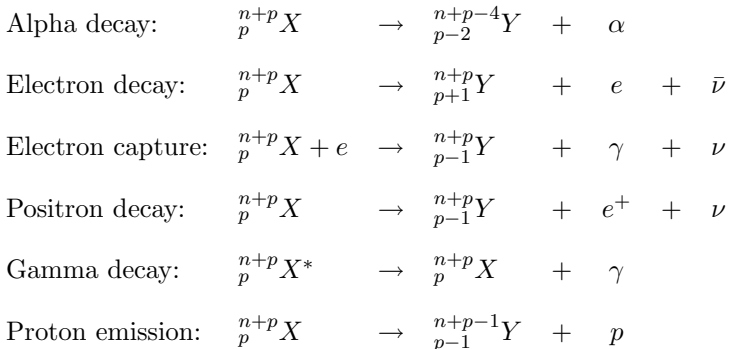 Alpha decay: $^{n+p}_{p}X \rightarrow ^{n+p-4}_{p-2}Y + \alpha$
Electron decay: $^{n+p}_{p}X \rightarrow ^{n+p}_{p+1}Y + e + \bar{\nu}$
Electron capture: $^{n+p}_{p}X + e \rightarrow ^{n+p}_{p-1}Y + \gamma + \nu$
Positron decay: $^{n+p}_{p}X \rightarrow ^{n+p}_{p-1}Y + e^{+} + \nu$
Gamma decay: $^{n+p}_{p}X^{*} \rightarrow ^{n+p}_{p}X + \gamma$
Proton emission: $^{n+p}_{p}X \rightarrow ^{n+p-1}_{p-1}Y + p$